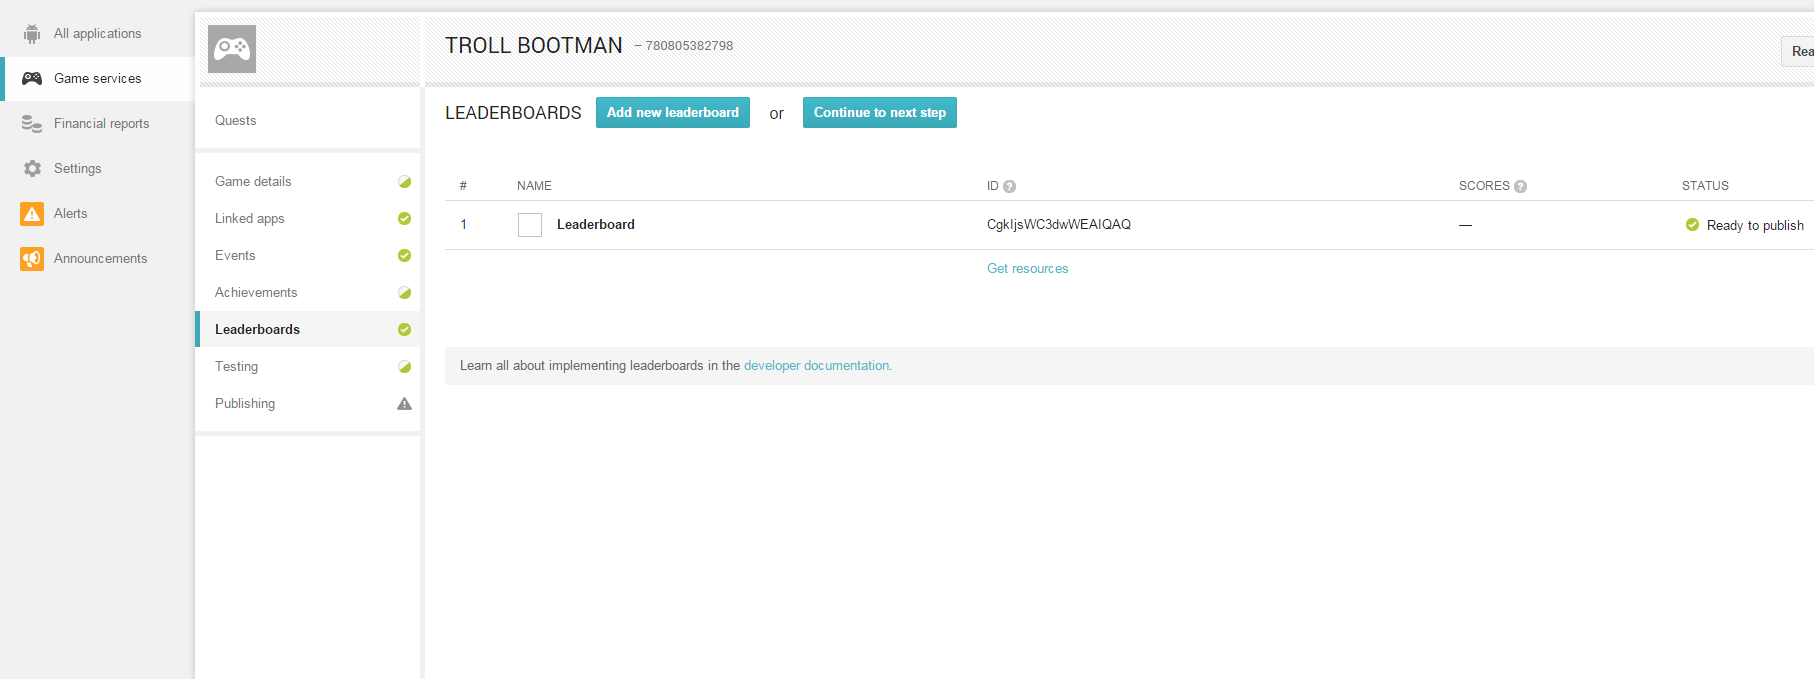 All applications
Game services
Financial reports
Settings
Alerts
Announcements
Quests
Game details
Linked apps
Events
Achievements
Leaderboards
Testing
Publishing
TROLL BOOTMAN – 780805382798
Rea
LEADERBOARDS Add new leaderboard or Continue to next step
# NAME ID ? SCORES ? STATUS
1 Leaderboard CgkIjsWC3dwWEAIQAQ — Ready to publish
Get resources
Learn all about implementing leaderboards in the developer documentation.